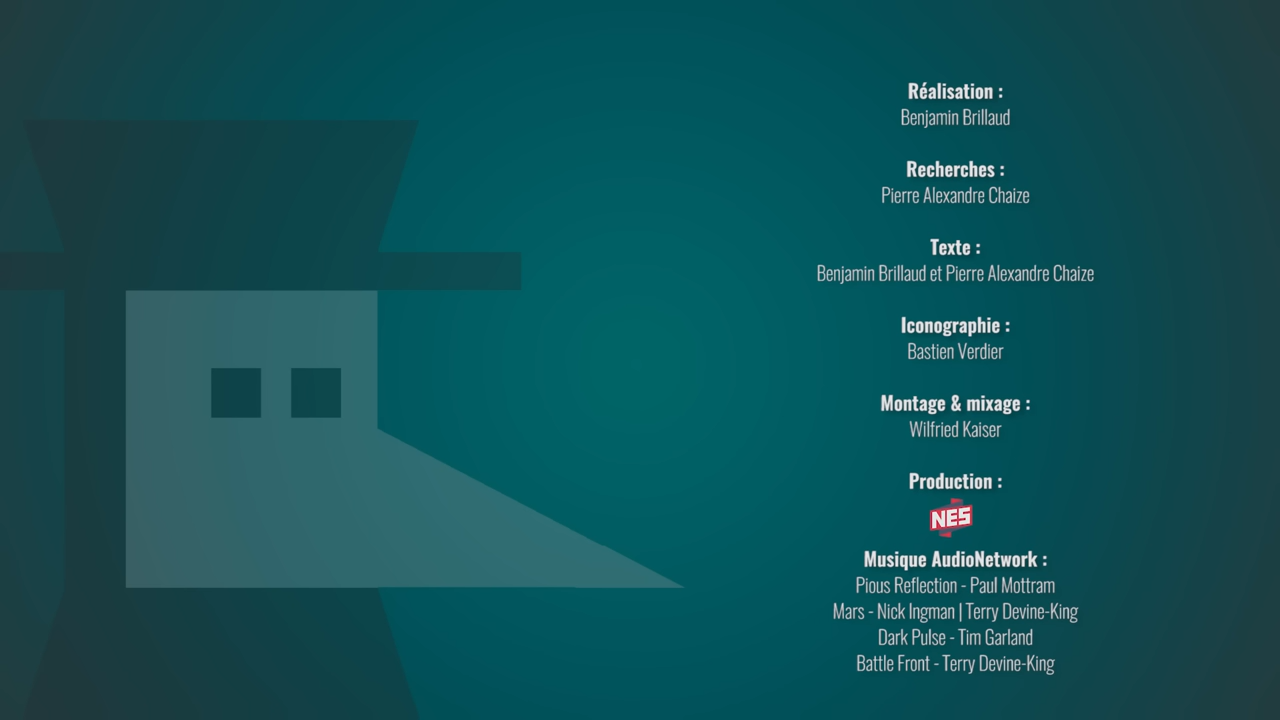 Réalisation :
Benjamin Brillaud
Recherches :
Pierre Alexandre Chaize
Texte :
Benjamin Brillaud et Pierre Alexandre Chaize
Iconographie :
Bastien Verdier
Montage & mixage :
Wilfried Kaiser
Production :
NES
Musique AudioNetwork :
Pious Reflection - Paul Mottram
Mars - Nick Ingman | Terry Devine-King
Dark Pulse - Tim Garland
Battle Front - Terry Devine-King